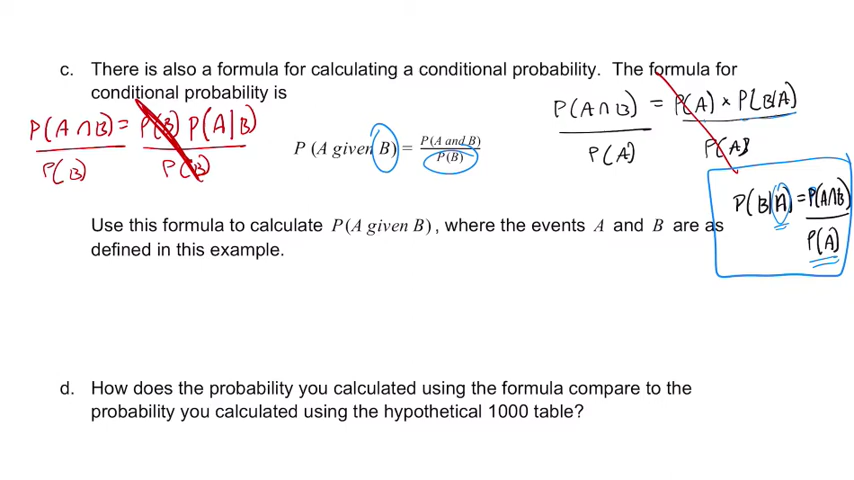 c. There is also a formula for calculating a conditional probability. The formula for
conditional probability is
P(A ∩ B) = P(B) P(A|B)
P(B) P(B)
P (A given B) = P(A and B)
P(B)
P(A∩B) = P(A) × P(B|A)
P(A) P(A)
P(B|A) = P(A∩B)
P(A)
Use this formula to calculate P(A given B), where the events A and B are as
defined in this example.
d. How does the probability you calculated using the formula compare to the
probability you calculated using the hypothetical 1000 table?